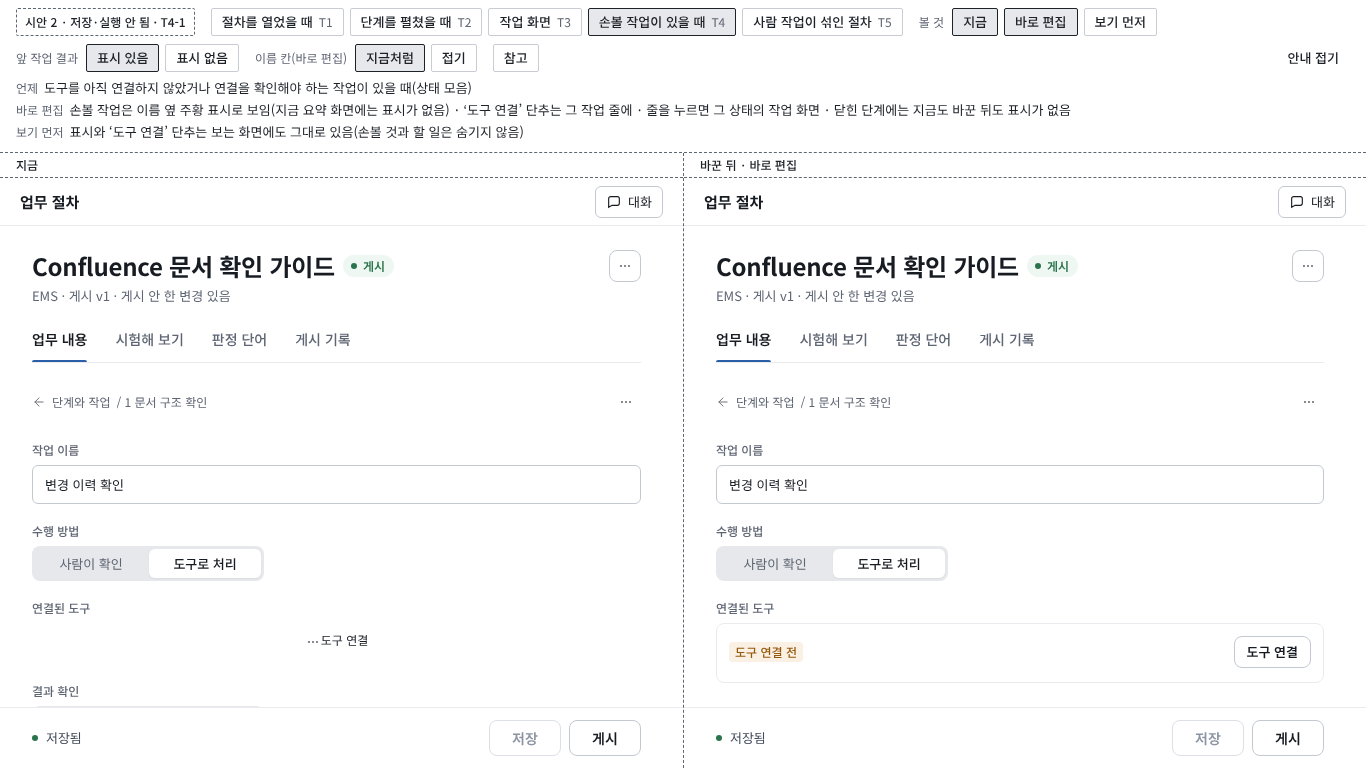 시안 2 · 저장·실행 안 됨 · T4-1 절차를 열었을 때 T1 단계를 펼쳤을 때 T2 작업 화면 T3 손볼 작업이 있을 때 T4 사람 작업이 섞인 절차 T5 볼 것 지금 바로 편집 보기 먼저
앞 작업 결과 표시 있음 표시 없음 이름 칸(바로 편집) 지금처럼 접기 참고 안내 접기
언제 도구를 아직 연결하지 않았거나 연결을 확인해야 하는 작업이 있을 때(상태 모음)
바로 편집 손볼 작업은 이름 옆 주황 표시로 보임(지금 요약 화면에는 표시가 없음) · ‘도구 연결’ 단추는 그 작업 줄에 · 줄을 누르면 그 상태의 작업 화면 · 닫힌 단계에는 지금도 바꾼 뒤도 표시가 없음
보기 먼저 표시와 ‘도구 연결’ 단추는 보는 화면에도 그대로 있음(손볼 것과 할 일은 숨기지 않음)
지금
업무 절차 대화
Confluence 문서 확인 가이드 게시 ···
EMS · 게시 v1 · 게시 안 한 변경 있음
업무 내용 시험해 보기 판정 단어 게시 기록
← 단계와 작업 / 1 문서 구조 확인 ···
작업 이름
변경 이력 확인
수행 방법
사람이 확인 도구로 처리
연결된 도구
··· 도구 연결
결과 확인
저장됨 저장 게시
바꾼 뒤 · 바로 편집
업무 절차 대화
Confluence 문서 확인 가이드 게시 ···
EMS · 게시 v1 · 게시 안 한 변경 있음
업무 내용 시험해 보기 판정 단어 게시 기록
← 단계와 작업 / 1 문서 구조 확인 ···
작업 이름
변경 이력 확인
수행 방법
사람이 확인 도구로 처리
연결된 도구
도구 연결 전 도구 연결
저장됨 저장 게시